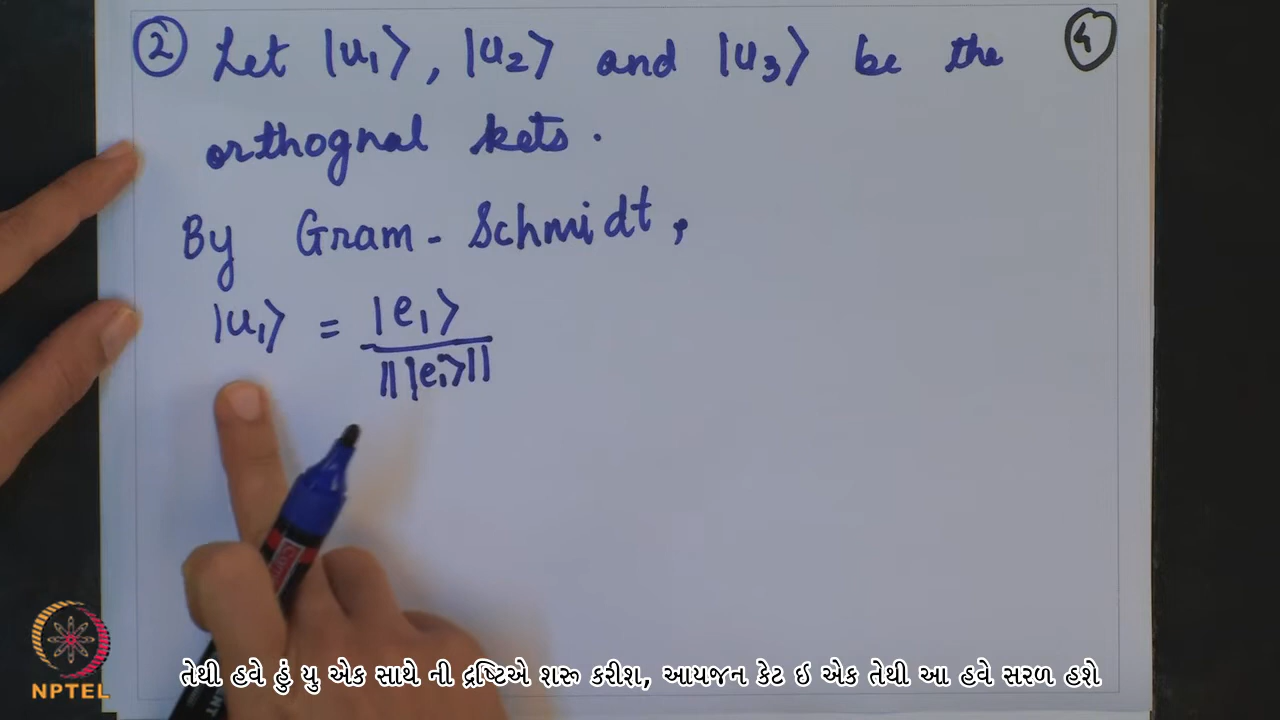 ② Let |u₁⟩, |u₂⟩ and |u₃⟩ be the
④
orthognal kets.
By Gram - Schmidt,
|u₁⟩ = |e₁⟩ / || |e₁⟩ ||
NPTEL
તેથી હવે હું યુ એક સાથે ની દ્રષ્ટિએ શરૂ કરીશ, આયજન કેટ ઇ એક તેથી આ હવે સરળ હશે